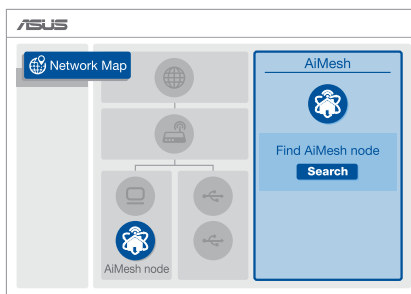 ASUS
Network Map
AiMesh
Find AiMesh node
Search
AiMesh node